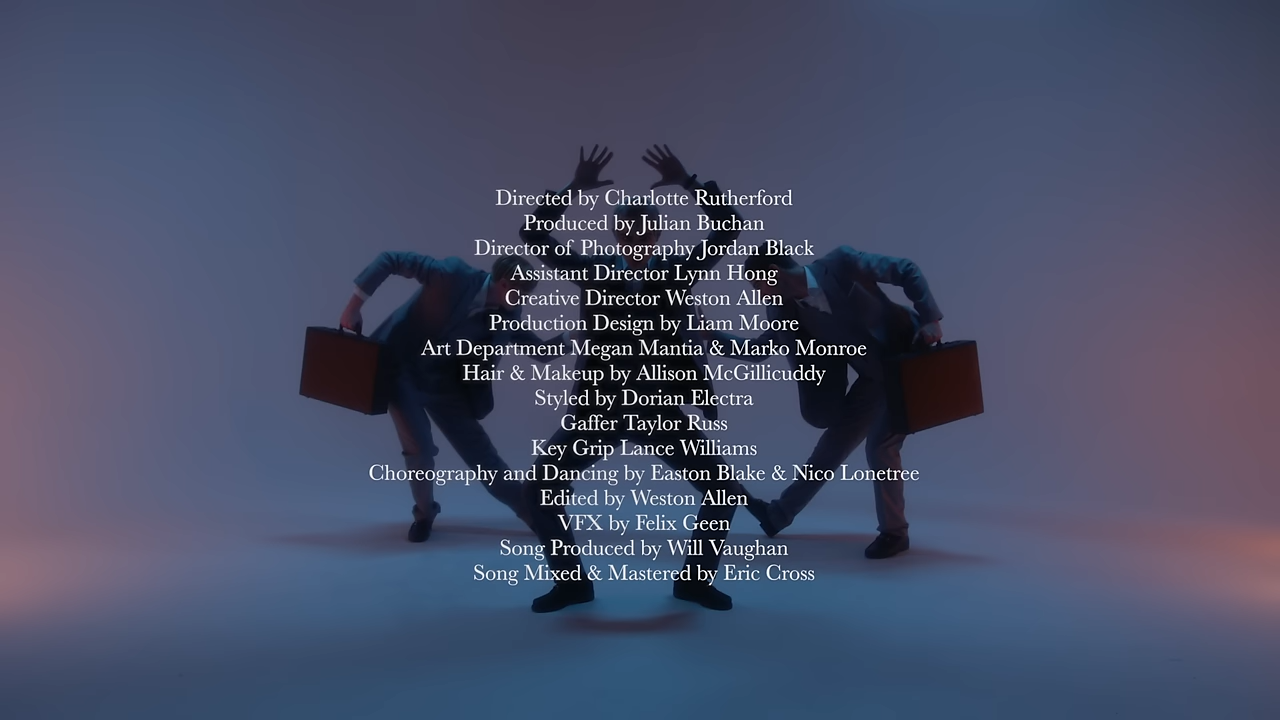 Directed by Charlotte Rutherford
Produced by Julian Buchan
Director of Photography Jordan Black
Assistant Director Lynn Hong
Creative Director Weston Allen
Production Design by Liam Moore
Art Department Megan Mantia & Marko Monroe
Hair & Makeup by Allison McGillicuddy
Styled by Dorian Electra
Gaffer Taylor Russ
Key Grip Lance Williams
Choreography and Dancing by Easton Blake & Nico Lonetree
Edited by Weston Allen
VFX by Felix Geen
Song Produced by Will Vaughan
Song Mixed & Mastered by Eric Cross